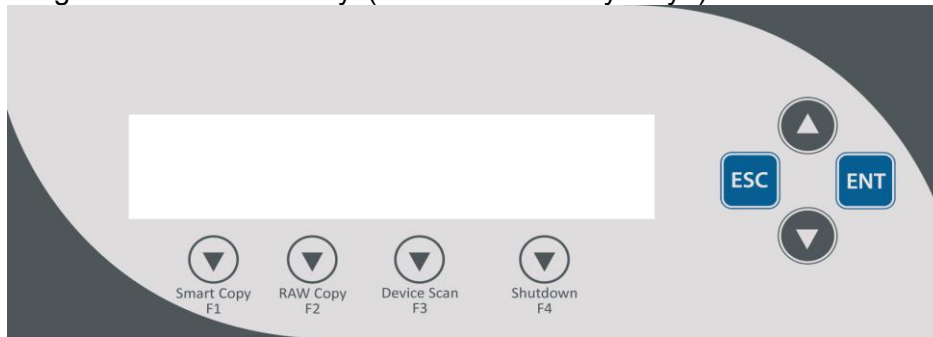 ESC
ENT
Smart Copy
F1
RAW Copy
F2
Device Scan
F3
Shutdown
F4